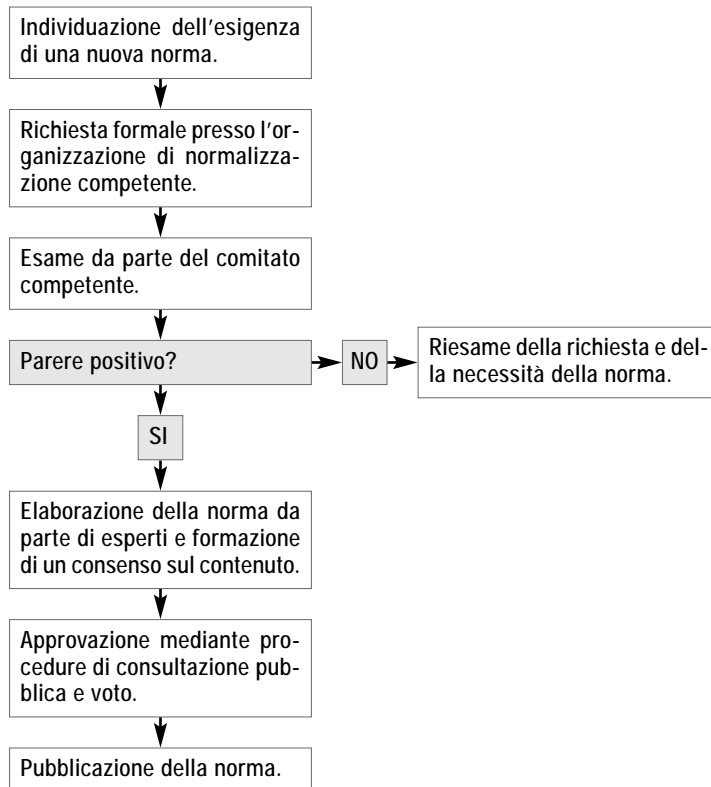 Individuazione dell'esigenza
di una nuova norma.
Richiesta formale presso l'or-
ganizzazione di normalizza-
zione competente.
Esame da parte del comitato
competente.
Parere positivo?
NO
Riesame della richiesta e del-
la necessità della norma.
SI
Elaborazione della norma da
parte di esperti e formazione
di un consenso sul contenuto.
Approvazione mediante pro-
cedure di consultazione pub-
blica e voto.
Pubblicazione della norma.